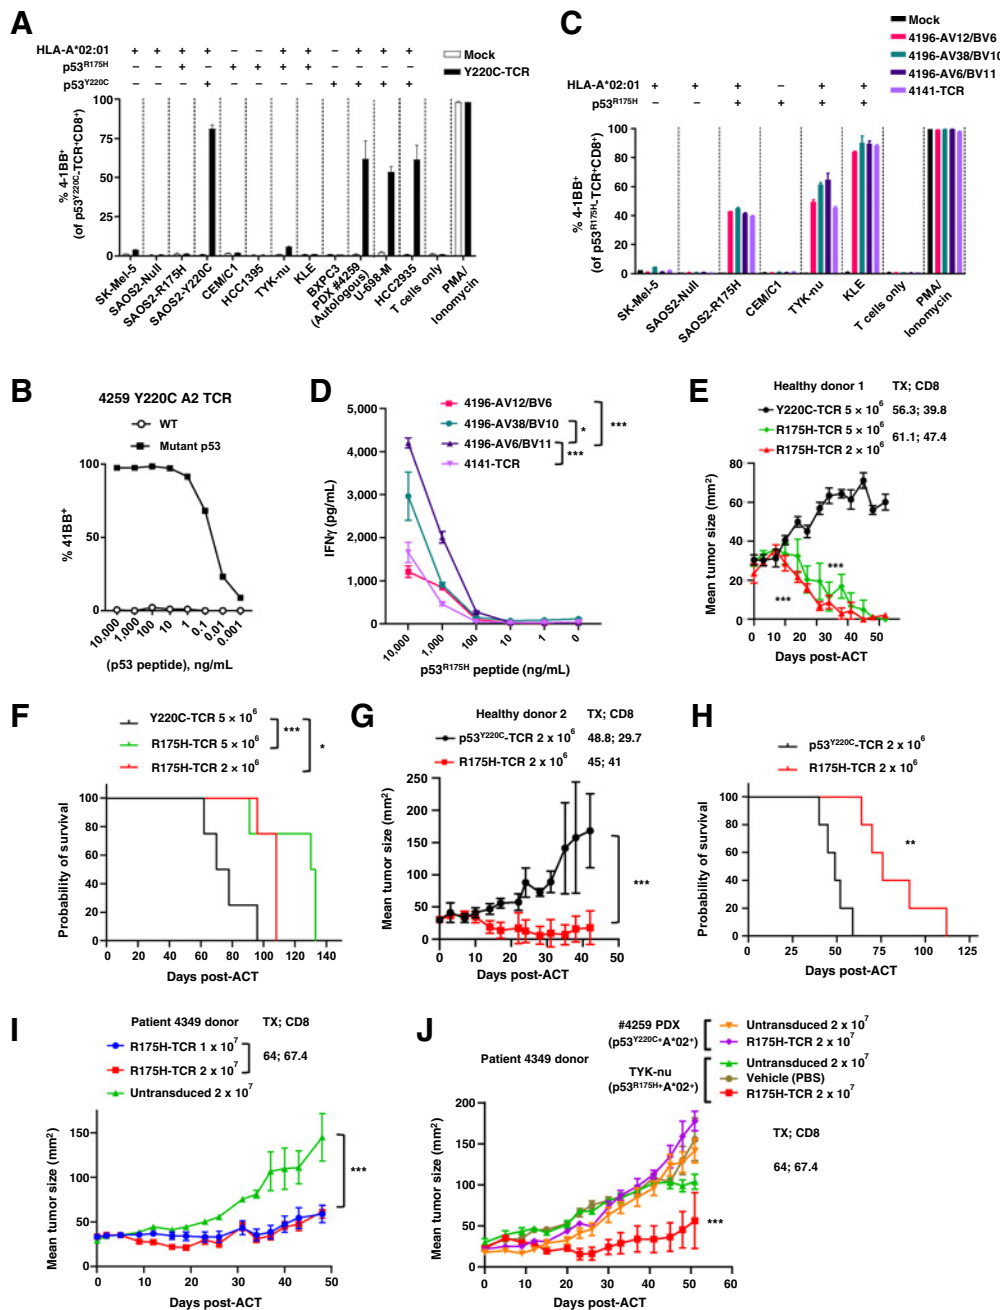 A
HLA-A*02:01 + + + + – – + + – + + +
p53R175H – – + – + + + + – – – –
p53Y220C – – – + – – – – + + + +
Mock
Y220C-TCR
% 4-1BB+
(of p53Y220C-TCR+CD8+)
100
75
50
25
0
SK-Mel-5
SAOS2-Null
SAOS2-R175H
SAOS2-Y220C
CEM/C1
HCC1395
TYK-nu
KLE
BXPC3
PDX #4259
(Autologous)
U-698-M
HCC2935
T cells only
PMA/
Ionomycin
C
Mock
4196-AV12/BV6
4196-AV38/BV10
4196-AV6/BV11
4141-TCR
HLA-A*02:01 + + + – + +
p53R175H – – + + + +
% 4-1BB+
(of p53R175H-TCR+CD8+)
100
80
60
40
20
0
SK-Mel-5
SAOS2-Null
SAOS2-R175H
CEM/C1
TYK-nu
KLE
T cells only
PMA/
Ionomycin
B
4259 Y220C A2 TCR
WT
Mutant p53
% 41BB+
100
50
0
10,000
1,000
100
10
1
0.1
0.01
0.001
(p53 peptide), ng/mL
D
4196-AV12/BV6
4196-AV38/BV10
4196-AV6/BV11
4141-TCR
*
***
***
IFNγ (pg/mL)
5,000
4,000
3,000
2,000
1,000
0
10,000
1,000
100
10
1
0
p53R175H peptide (ng/mL)
E
Healthy donor 1 TX; CD8
Y220C-TCR 5 × 10⁶ 56.3; 39.8
R175H-TCR 5 × 10⁶
61.1; 47.4
R175H-TCR 2 × 10⁶
Mean tumor size (mm²)
80
60
40
20
0
***
***
0 10 20 30 40 50
Days post-ACT
F
Y220C-TCR 5 × 10⁶
R175H-TCR 5 × 10⁶
R175H-TCR 2 × 10⁶
***
*
Probability of survival
100
80
60
40
20
0
0 20 40 60 80 100 120 140
Days post-ACT
G
Healthy donor 2 TX; CD8
p53Y220C-TCR 2 x 10⁶ 48.8; 29.7
R175H-TCR 2 x 10⁶ 45; 41
Mean tumor size (mm²)
250
200
150
100
50
0
***
0 10 20 30 40 50
Days post-ACT
H
p53Y220C-TCR 2 x 10⁶
R175H-TCR 2 x 10⁶
Probability of survival
100
80
60
40
20
0
**
0 25 50 75 100 125
Days post-ACT
I
Patient 4349 donor TX; CD8
R175H-TCR 1 x 10⁷
64; 67.4
R175H-TCR 2 x 10⁷
Untransduced 2 x 10⁷
Mean tumor size (mm²)
150
100
50
0
***
0 10 20 30 40 50
Days post-ACT
J
Patient 4349 donor
#4259 PDX
(p53Y220C+A*02+)
Untransduced 2 x 10⁷
R175H-TCR 2 x 10⁷
TYK-nu
(p53R175H+A*02+)
Untransduced 2 x 10⁷
Vehicle (PBS)
R175H-TCR 2 x 10⁷
TX; CD8
64; 67.4
Mean tumor size (mm²)
200
150
100
50
0
***
0 10 20 30 40 50 60
Days post-ACT